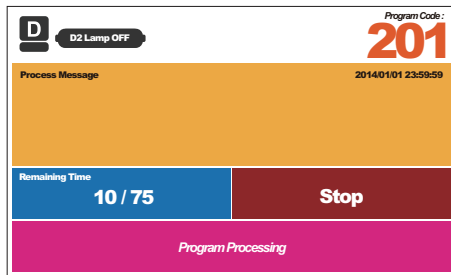 D
D2 Lamp OFF
Program Code :
201
Process Message
2014/01/01 23:59:59
Remaining Time
10 / 75
Stop
Program Processing